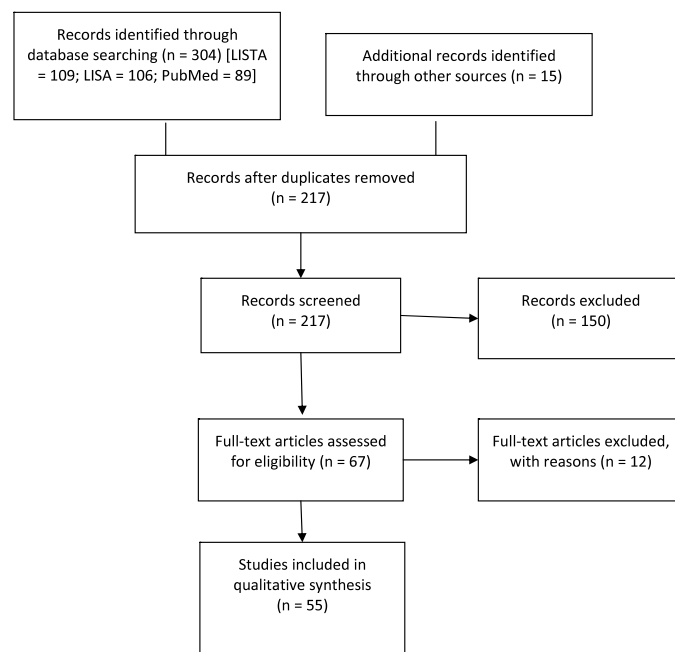 Records identified through
database searching (n = 304) [LISTA
= 109; LISA = 106; PubMed = 89]
Additional records identified
through other sources (n = 15)
Records after duplicates removed
(n = 217)
Records screened
(n = 217)
Records excluded
(n = 150)
Full-text articles assessed
for eligibility (n = 67)
Full-text articles excluded,
with reasons (n = 12)
Studies included in
qualitative synthesis
(n = 55)